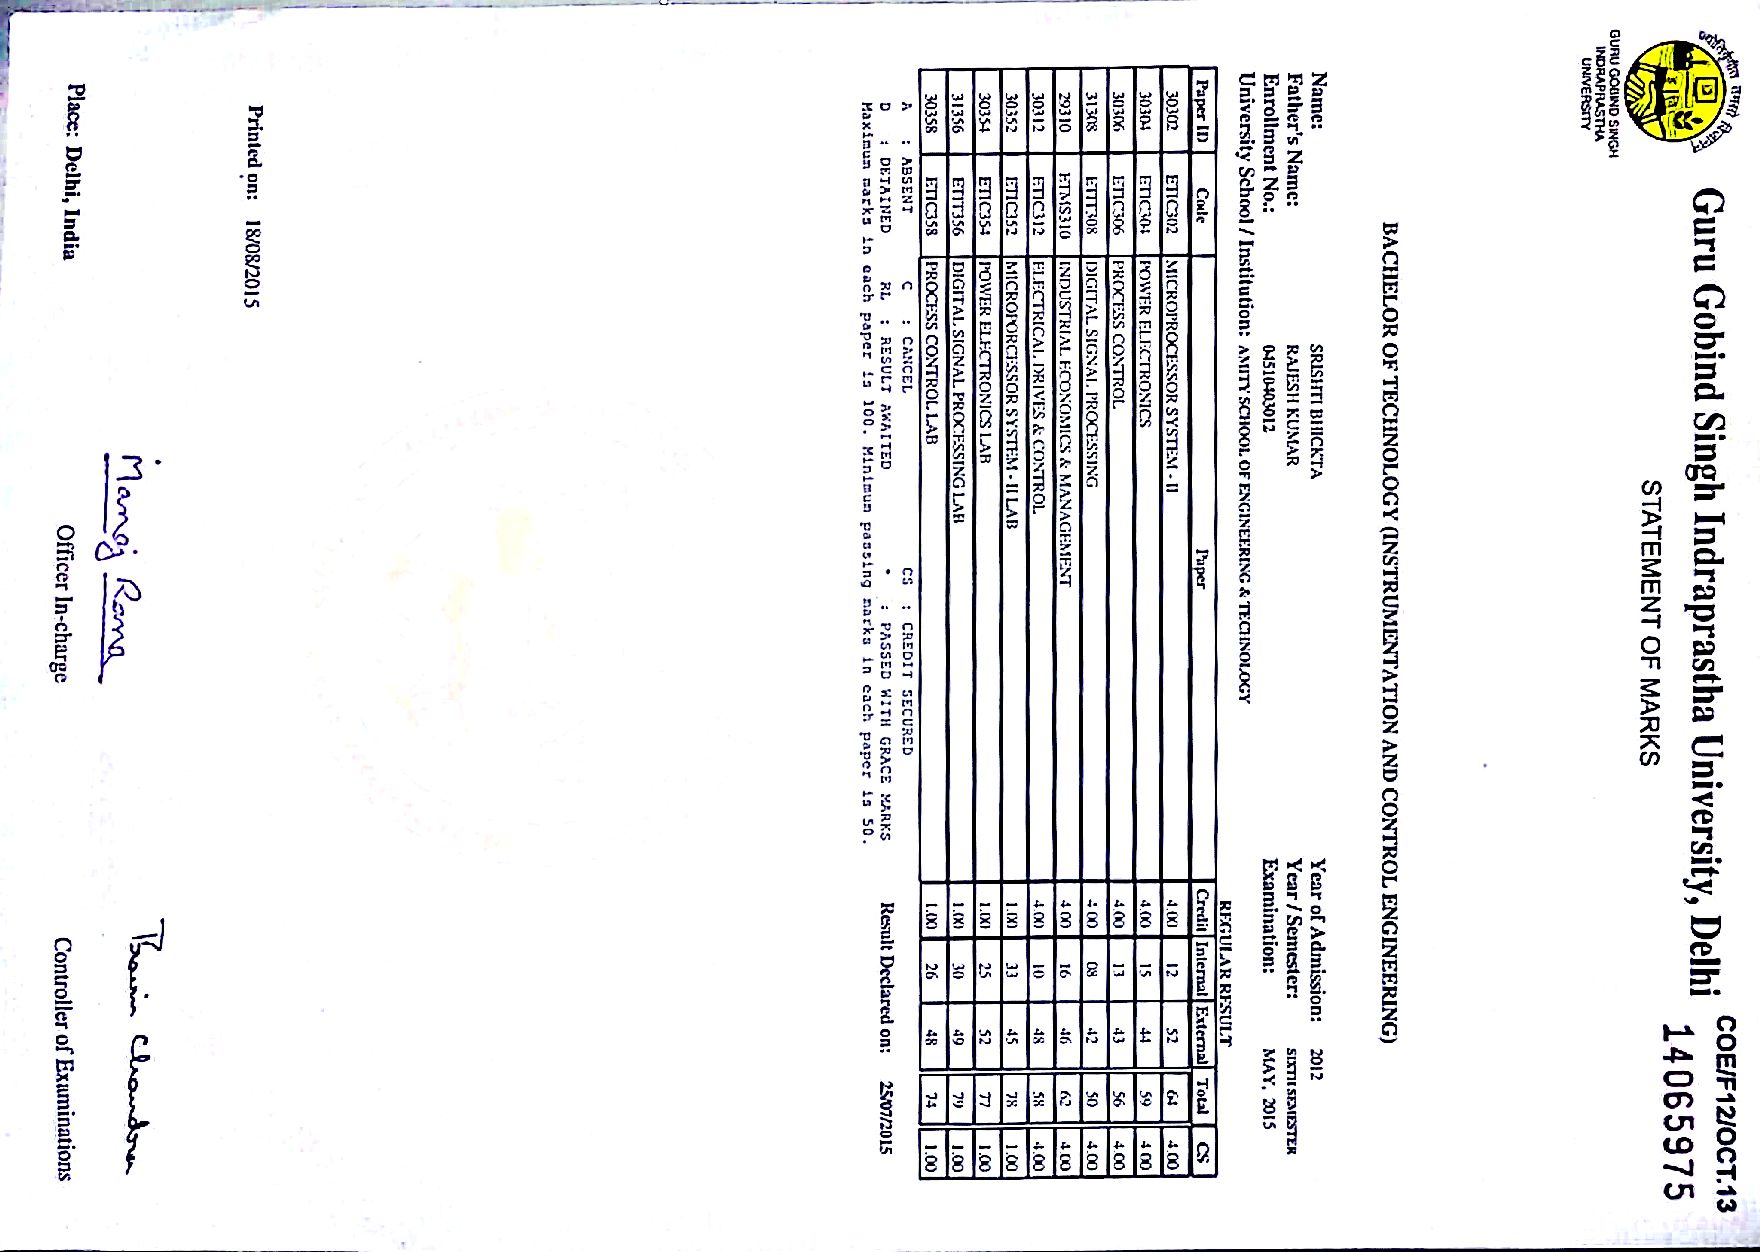 ज्योतिर्वृणीत तमसो विजानन
GURU GOBIND SINGH
INDRAPRASTHA
UNIVERSITY
Guru Gobind Singh Indraprastha University, Delhi
STATEMENT OF MARKS
COE/F12/OCT.13
14065975
BACHELOR OF TECHNOLOGY (INSTRUMENTATION AND CONTROL ENGINEERING)
Name: SRISHTI BHICKTA Year of Admission: 2012
Father's Name: RAJESH KUMAR Year / Semester: SIXTH SEMESTER
Enrollment No.: 04510403012 Examination: MAY, 2015
University School / Institution: AMITY SCHOOL OF ENGINEERING & TECHNOLOGY
REGULAR RESULT
Paper ID Code Paper Credit Internal External Total CS
30302 ETIC302 MICROPROCESSOR SYSTEM - II 4.00 12 52 64 4.00
30304 ETIC304 POWER ELECTRONICS 4.00 15 44 59 4.00
30306 ETIC306 PROCESS CONTROL 4.00 13 43 56 4.00
31308 ETIT308 DIGITAL SIGNAL PROCESSING 4.00 08 42 50 4.00
29310 ETMS310 INDUSTRIAL ECONOMICS & MANAGEMENT 4.00 16 46 62 4.00
30312 ETIC312 ELECTRICAL DRIVES & CONTROL 4.00 10 48 58 4.00
30352 ETIC352 MICROPORCESSOR SYSTEM - II LAB 1.00 33 45 78 1.00
30354 ETIC354 POWER ELECTRONICS LAB 1.00 25 52 77 1.00
31356 ETIT356 DIGITAL SIGNAL PROCESSING LAB 1.00 30 49 79 1.00
30358 ETIC358 PROCESS CONTROL LAB 1.00 26 48 74 1.00
A : ABSENT C : CANCEL CS : CREDIT SECURED
D : DETAINED RL : RESULT AWAITED * : PASSED WITH GRACE MARKS Result Declared on: 25/07/2015
Maximum marks in each paper is 100. Minimum passing marks in each paper is 50.
Printed on: 18/08/2015
Manoj Rana
Chandra
Place: Delhi, India
Officer In-charge
Controller of Examinations